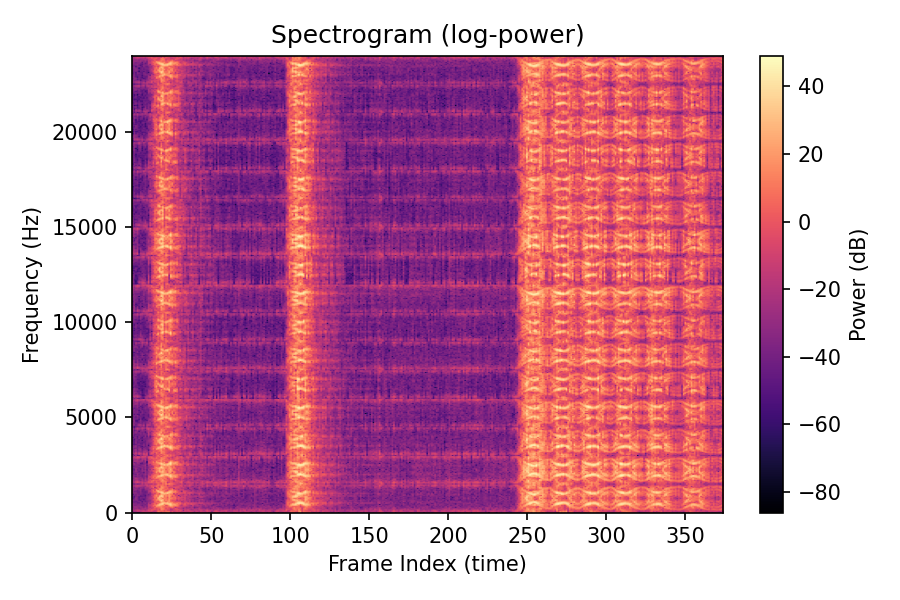 Spectrogram (log-power)
Frequency (Hz)
20000
15000
10000
5000
0
0 50 100 150 200 250 300 350
Frame Index (time)
40
20
0
−20
−40
−60
−80
Power (dB)